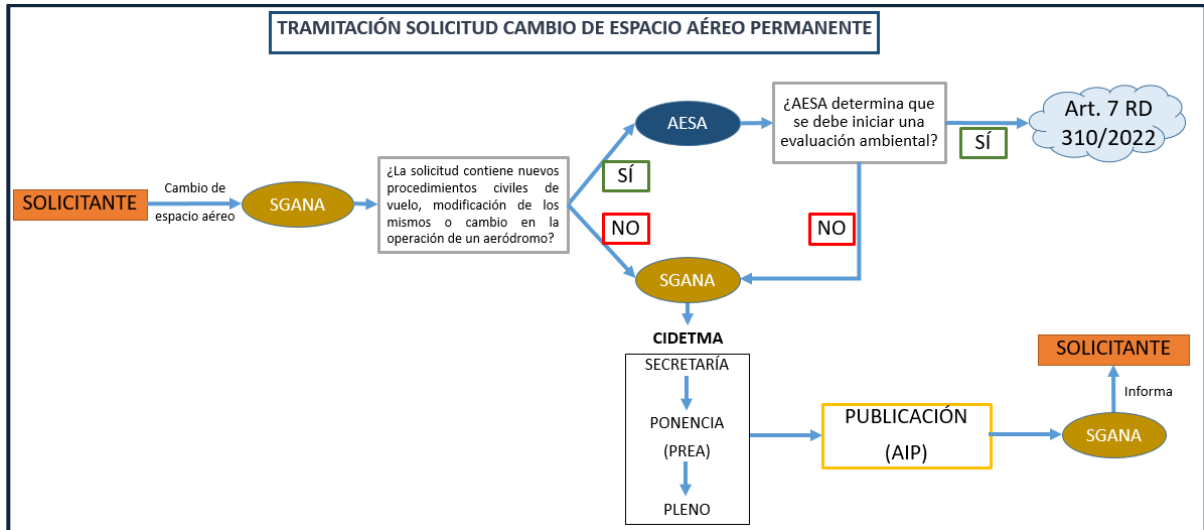 TRAMITACIÓN SOLICITUD CAMBIO DE ESPACIO AÉREO PERMANENTE
SOLICITANTE
Cambio de
espacio aéreo
SGANA
¿La solicitud contiene nuevos
procedimientos civiles de
vuelo, modificación de los
mismos o cambio en la
operación de un aeródromo?
SÍ
NO
AESA
¿AESA determina que
se debe iniciar una
evaluación ambiental?
SÍ
NO
Art. 7 RD
310/2022
SGANA
CIDETMA
SECRETARÍA
PONENCIA
(PREA)
PLENO
PUBLICACIÓN
(AIP)
SGANA
Informa
SOLICITANTE